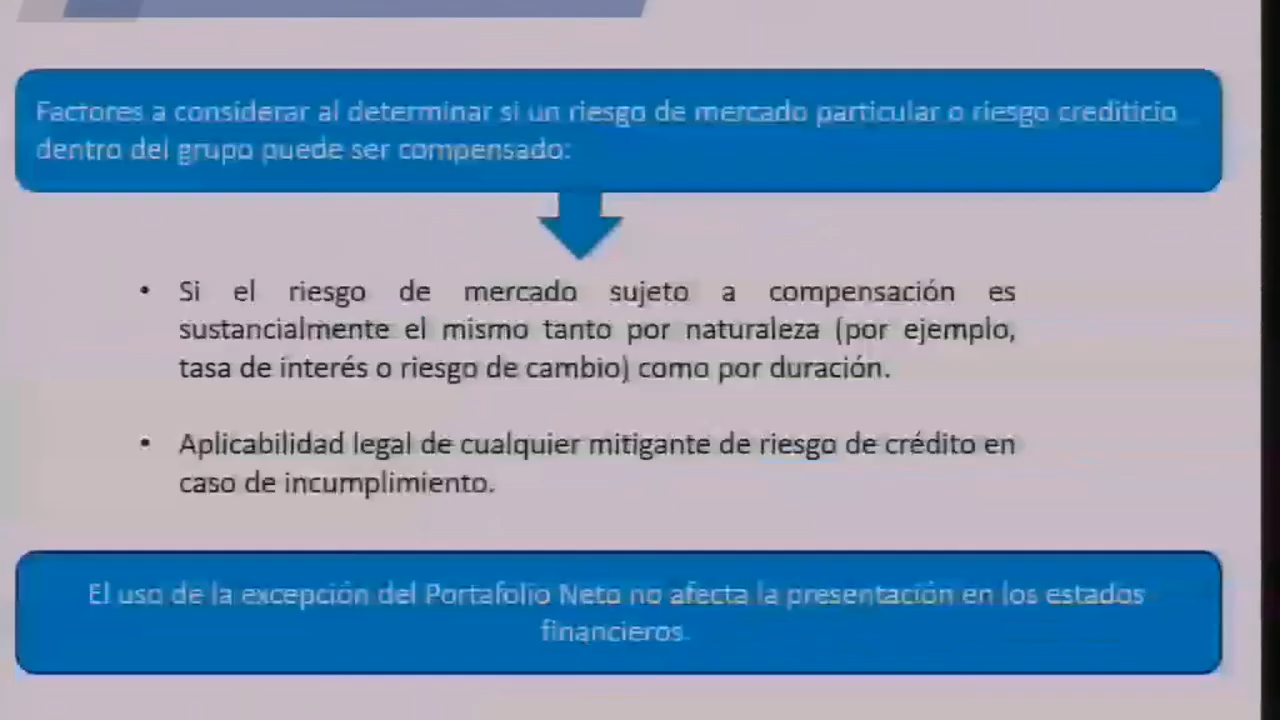 Factores a considerar al determinar si un riesgo de mercado particular o riesgo crediticio
dentro del grupo puede ser compensado:
• Si el riesgo de mercado sujeto a compensación es
sustancialmente el mismo tanto por naturaleza (por ejemplo,
tasa de interés o riesgo de cambio) como por duración.
• Aplicabilidad legal de cualquier mitigante de riesgo de crédito en
caso de incumplimiento.
El uso de la excepción del Portafolio Neto no afecta la presentación en los estados
financieros.